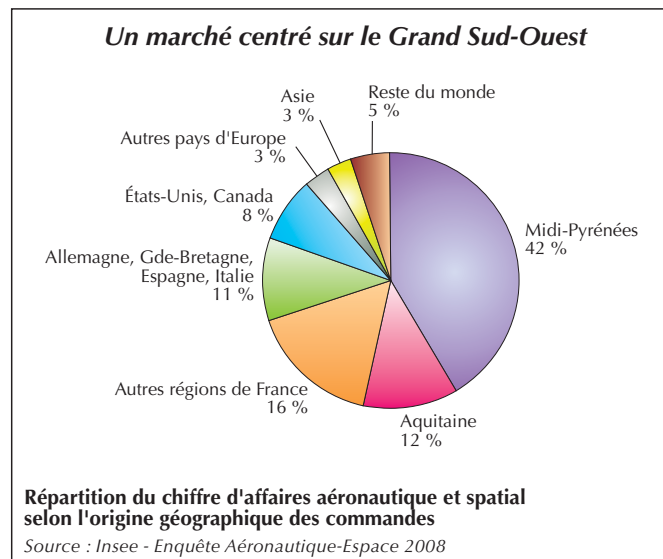 Un marché centré sur le Grand Sud-Ouest
Reste du monde
5 %
Asie
3 %
Autres pays d'Europe
3 %
États-Unis, Canada
8 %
Midi-Pyrénées
42 %
Allemagne, Gde-Bretagne,
Espagne, Italie
11 %
Autres régions de France
16 %
Aquitaine
12 %
Répartition du chiffre d'affaires aéronautique et spatial
selon l'origine géographique des commandes
Source : Insee - Enquête Aéronautique-Espace 2008